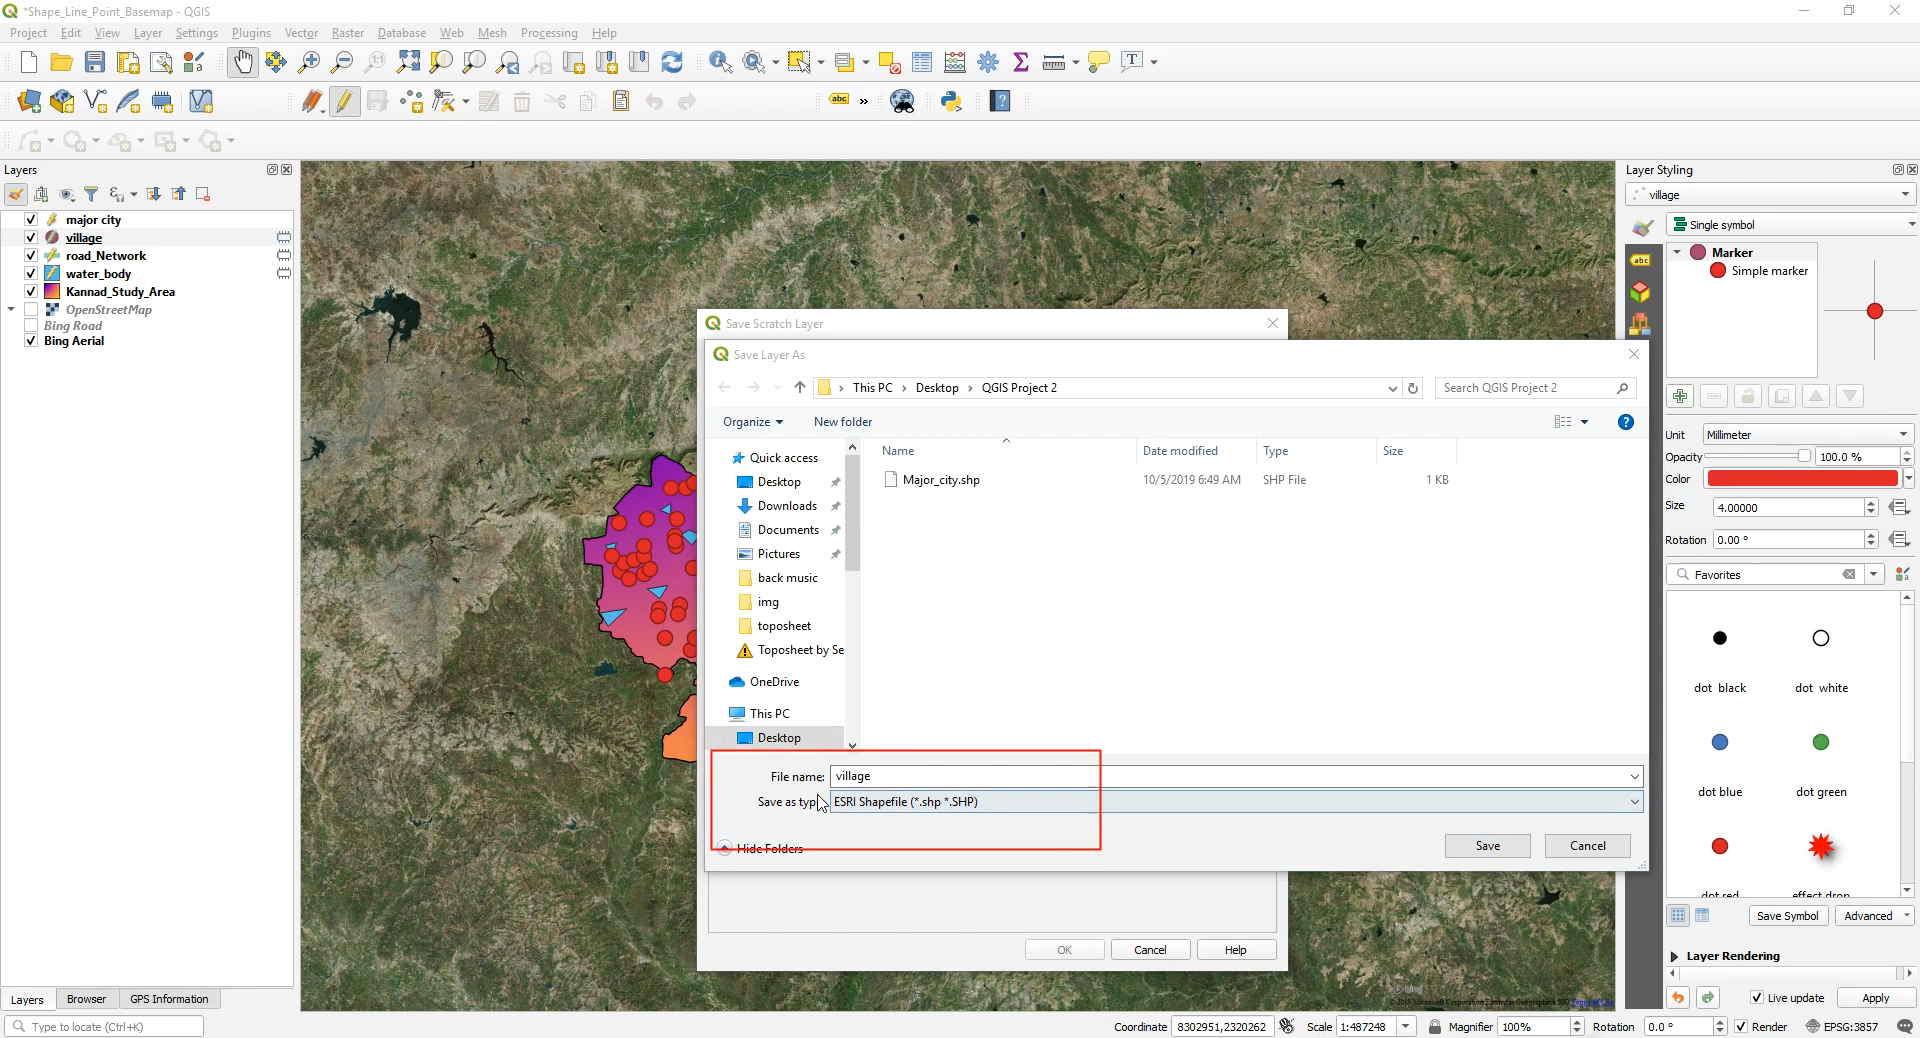 *Shape_Line_Point_Basemap - QGIS
Project Edit View Layer Settings Plugins Vector Raster Database Web Mesh Processing Help
Layers
major city
village
road_Network
water_body
Kannad_Study_Area
OpenStreetMap
Bing Road
Bing Aerial
Layers Browser GPS Information
Type to locate (Ctrl+K)
Save Scratch Layer
Save Layer As
This PC › Desktop › QGIS Project 2
Search QGIS Project 2
Organize New folder
Name Date modified Type Size
Major_city.shp 10/5/2019 6:49 AM SHP File 1 KB
Quick access
Desktop
Downloads
Documents
Pictures
back music
img
toposheet
Toposheet by Se
OneDrive
This PC
Desktop
File name: village
Save as typ ESRI Shapefile (*.shp *.SHP)
Hide Folders
Save Cancel
OK Cancel Help
Layer Styling
village
Single symbol
abc
Marker
Simple marker
Unit Millimeter
Opacity 100.0 %
Color
Size 4.00000
Rotation 0.00 °
Favorites
dot black dot white
dot blue dot green
dot red effect drop
Save Symbol Advanced
Layer Rendering
Live update Apply
Coordinate 8302951,2320262 Scale 1:487248 Magnifier 100% Rotation 0.0 ° Render EPSG:3857